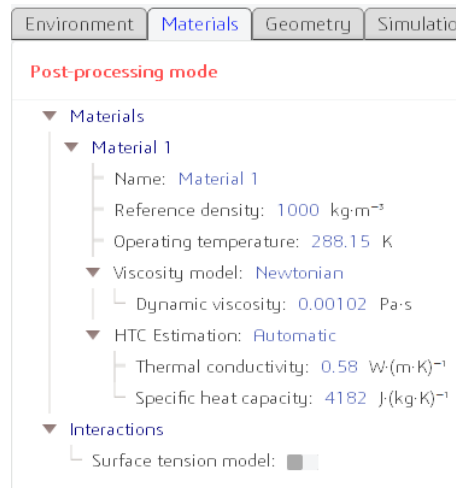 Environment Materials Geometry Simulatio
Post-processing mode
Materials
Material 1
Name: Material 1
Reference density: 1000 kg·m⁻³
Operating temperature: 288.15 K
Viscosity model: Newtonian
Dynamic viscosity: 0.00102 Pa·s
HTC Estimation: Automatic
Thermal conductivity: 0.58 W·(m·K)⁻¹
Specific heat capacity: 4182 J·(kg·K)⁻¹
Interactions
Surface tension model: